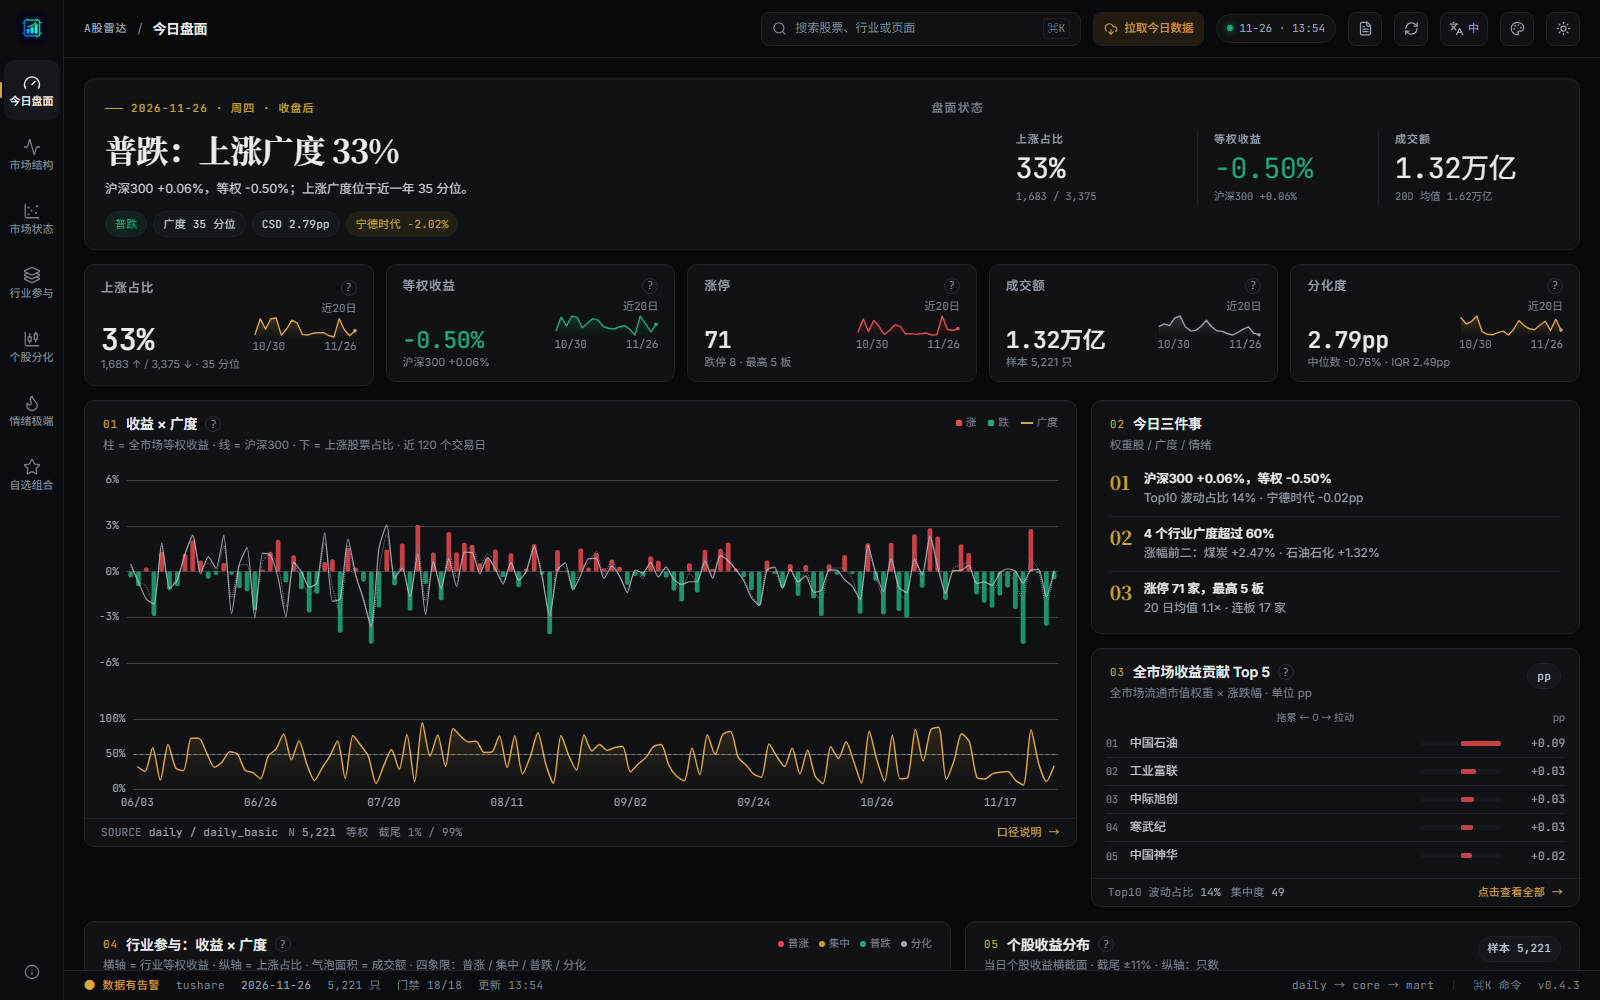 A股雷达 / 今日盘面
搜索股票、行业或页面 ⌘K
拉取今日数据
11-26 · 13:54
中
今日盘面
市场结构
市场状态
行业参与
个股分化
情绪极端
自选组合
2026-11-26 · 周四 · 收盘后
普跌：上涨广度 33%
沪深300 +0.06%，等权 -0.50%；上涨广度位于近一年 35 分位。
普跌 广度 35 分位 CSD 2.79pp 宁德时代 -2.02%
盘面状态
上涨占比
33%
1,683 / 3,375
等权收益
-0.50%
沪深300 +0.06%
成交额
1.32万亿
20D 均值 1.62万亿
上涨占比 ?
近20日
33%
10/30 11/26
1,683 ↑ / 3,375 ↓ · 35 分位
等权收益 ?
近20日
-0.50%
10/30 11/26
沪深300 +0.06%
涨停 ?
近20日
71
10/30 11/26
跌停 8 · 最高 5 板
成交额 ?
近20日
1.32万亿
10/30 11/26
样本 5,221 只
分化度 ?
近20日
2.79pp
10/30 11/26
中位数 -0.76% · IQR 2.49pp
01 收益 × 广度 ?
涨 跌 广度
柱 = 全市场等权收益 · 线 = 沪深300 · 下 = 上涨股票占比 · 近 120 个交易日
6%
3%
0%
-3%
-6%
100%
50%
0%
06/03 06/26 07/20 08/11 09/02 09/24 10/26 11/17
SOURCE daily / daily_basic N 5,221 等权 截尾 1% / 99%
口径说明 →
02 今日三件事
权重股 / 广度 / 情绪
01 沪深300 +0.06%，等权 -0.50%
Top10 波动占比 14% · 宁德时代 -0.02pp
02 4 个行业广度超过 60%
涨幅前二：煤炭 +2.47% · 石油石化 +1.32%
03 涨停 71 家，最高 5 板
20 日均值 1.1× · 连板 17 家
03 全市场收益贡献 Top 5 ?
pp
全市场流通市值权重 × 涨跌幅 · 单位 pp
拖累 ← 0 → 拉动 pp
01 中国石油 +0.09
02 工业富联 +0.03
03 中际旭创 +0.03
04 寒武纪 +0.03
05 中国神华 +0.02
Top10 波动占比 14% 集中度 49
点击查看全部 →
04 行业参与：收益 × 广度 ?
普涨 集中 普跌 分化
横轴 = 行业等权收益 · 纵轴 = 上涨占比 · 气泡面积 = 成交额 · 四象限：普涨 / 集中 / 普跌 / 分化
05 个股收益分布 ?
样本 5,221
当日个股收益横截面 · 截尾 ±11% · 纵轴：只数
数据有告警 tushare 2026-11-26 5,221 只 门禁 18/18 更新 13:54
daily → core → mart ⌘K 命令 v0.4.3